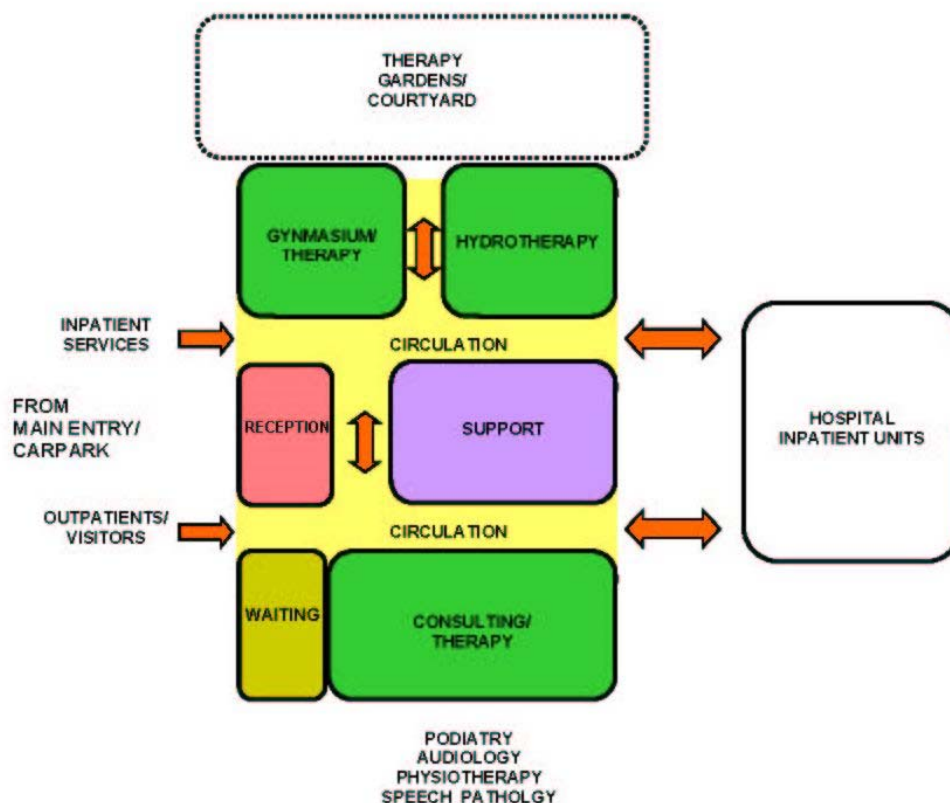 THERAPY
GARDENS/
COURTYARD
GYNMASIUM/
THERAPY
HYDROTHERAPY
INPATIENT
SERVICES
CIRCULATION
FROM
MAIN ENTRY/
CARPARK
RECEPTION
SUPPORT
HOSPITAL
INPATIENT UNITS
OUTPATIENTS/
VISITORS
CIRCULATION
WAITING
CONSULTING/
THERAPY
PODIATRY
AUDIOLOGY
PHYSIOTHERAPY
SPEECH PATHOLGY